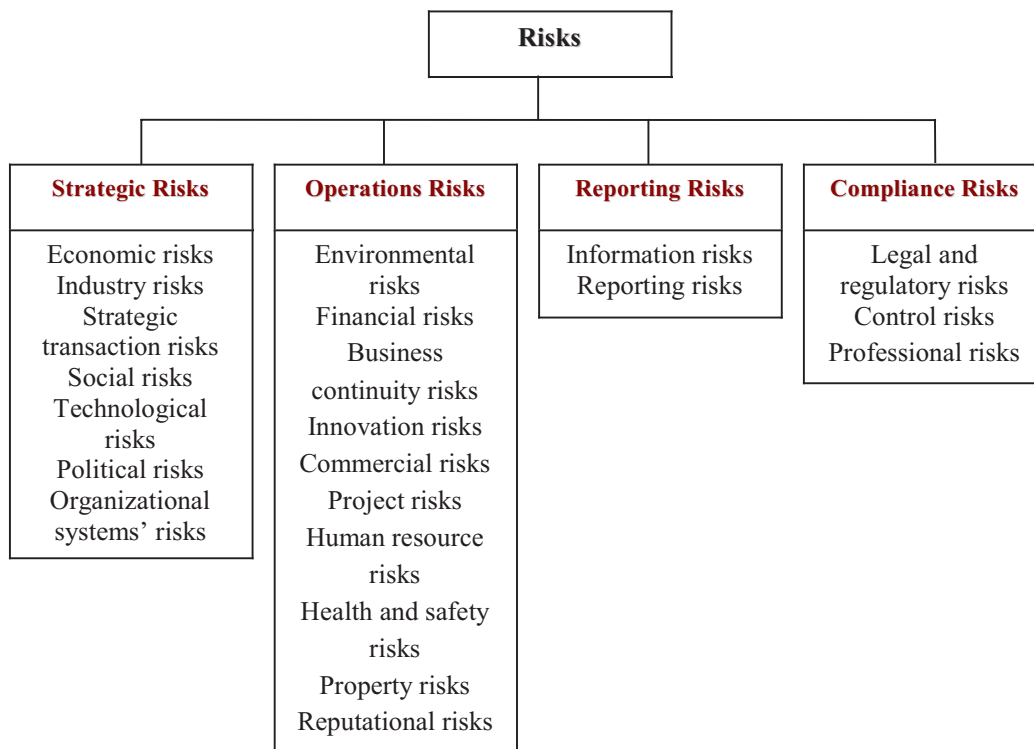 Risks
Strategic Risks
Economic risks
Industry risks
Strategic
transaction risks
Social risks
Technological
risks
Political risks
Organizational
systems’ risks
Operations Risks
Environmental
risks
Financial risks
Business
continuity risks
Innovation risks
Commercial risks
Project risks
Human resource
risks
Health and safety
risks
Property risks
Reputational risks
Reporting Risks
Information risks
Reporting risks
Compliance Risks
Legal and
regulatory risks
Control risks
Professional risks